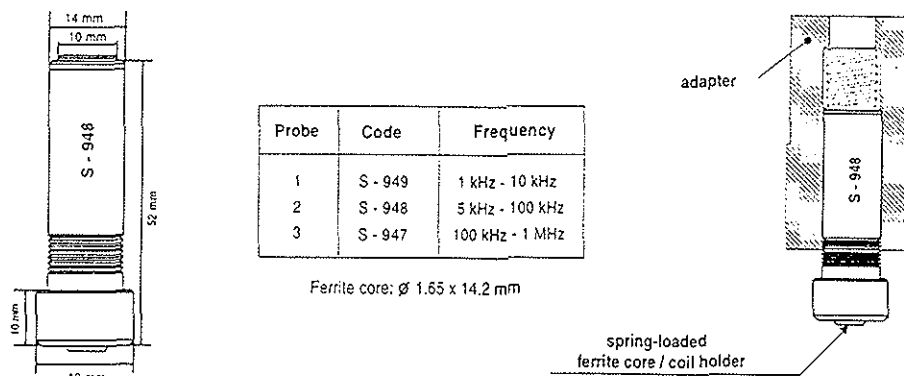 14 mm
10 mm
S - 948
52 mm
10 mm
Probe Code Frequency
1 S - 949 1 kHz - 10 kHz
2 S - 948 5 kHz - 100 kHz
3 S - 947 100 kHz - 1 MHz
Ferrite core: Ø 1.65 x 14.2 mm
adapter
S - 948
spring-loaded
ferrite core / coil holder
mm